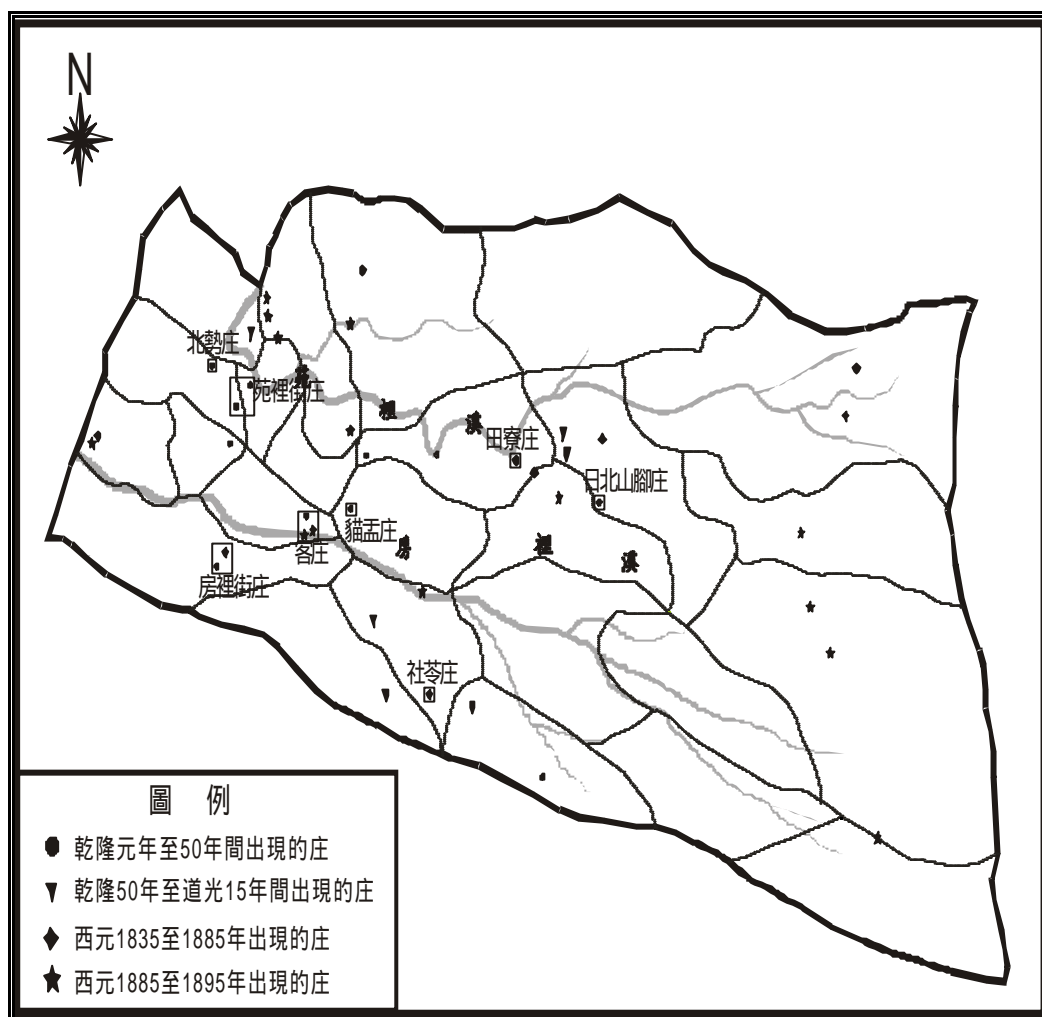 N
北勢庄
苑裡街庄
苑
裡
溪
田寮庄
日北山腳庄
貓盂庄
房
裡
溪
客庄
房裡街庄
社苓庄
圖 例
乾隆元年至50年間出現的庄
乾隆50年至道光15年間出現的庄
西元1835至1885年出現的庄
西元1885至1895年出現的庄